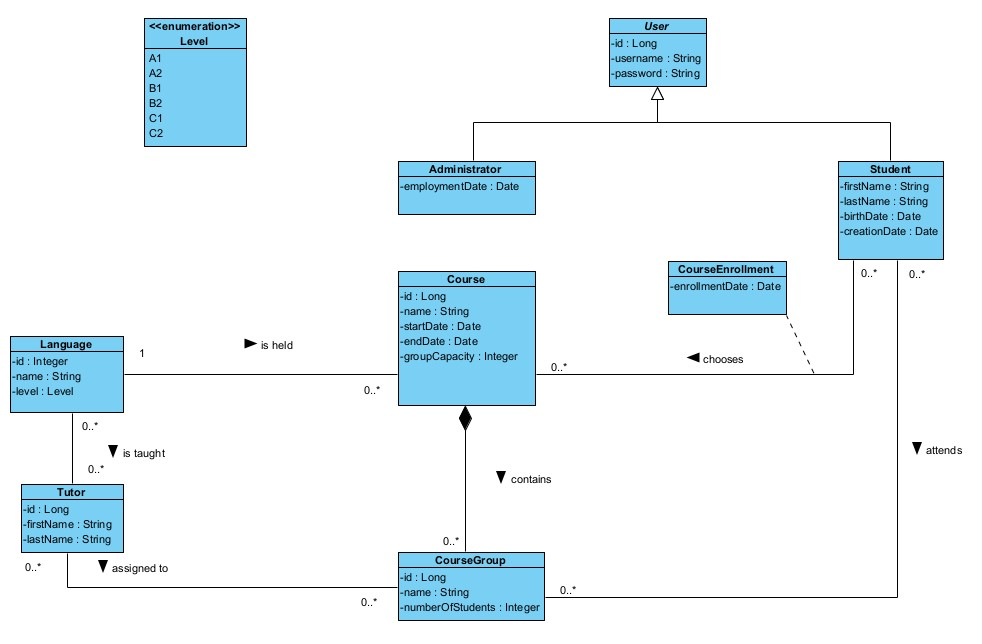 <<enumeration>>
Level
A1
A2
B1
B2
C1
C2
User
-id : Long
-username : String
-password : String
Administrator
-employmentDate : Date
Student
-firstName : String
-lastName : String
-birthDate : Date
-creationDate : Date
0..*
0..*
CourseEnrollment
-enrollmentDate : Date
Course
-id : Long
-name : String
-startDate : Date
-endDate : Date
-groupCapacity : Integer
Language
-id : Integer
-name : String
-level : Level
1
is held
0..*
0..*
chooses
0..*
is taught
0..*
attends
contains
Tutor
-id : Long
-firstName : String
-lastName : String
0..*
assigned to
0..*
0..*
CourseGroup
-id : Long
-name : String
-numberOfStudents : Integer
0..*